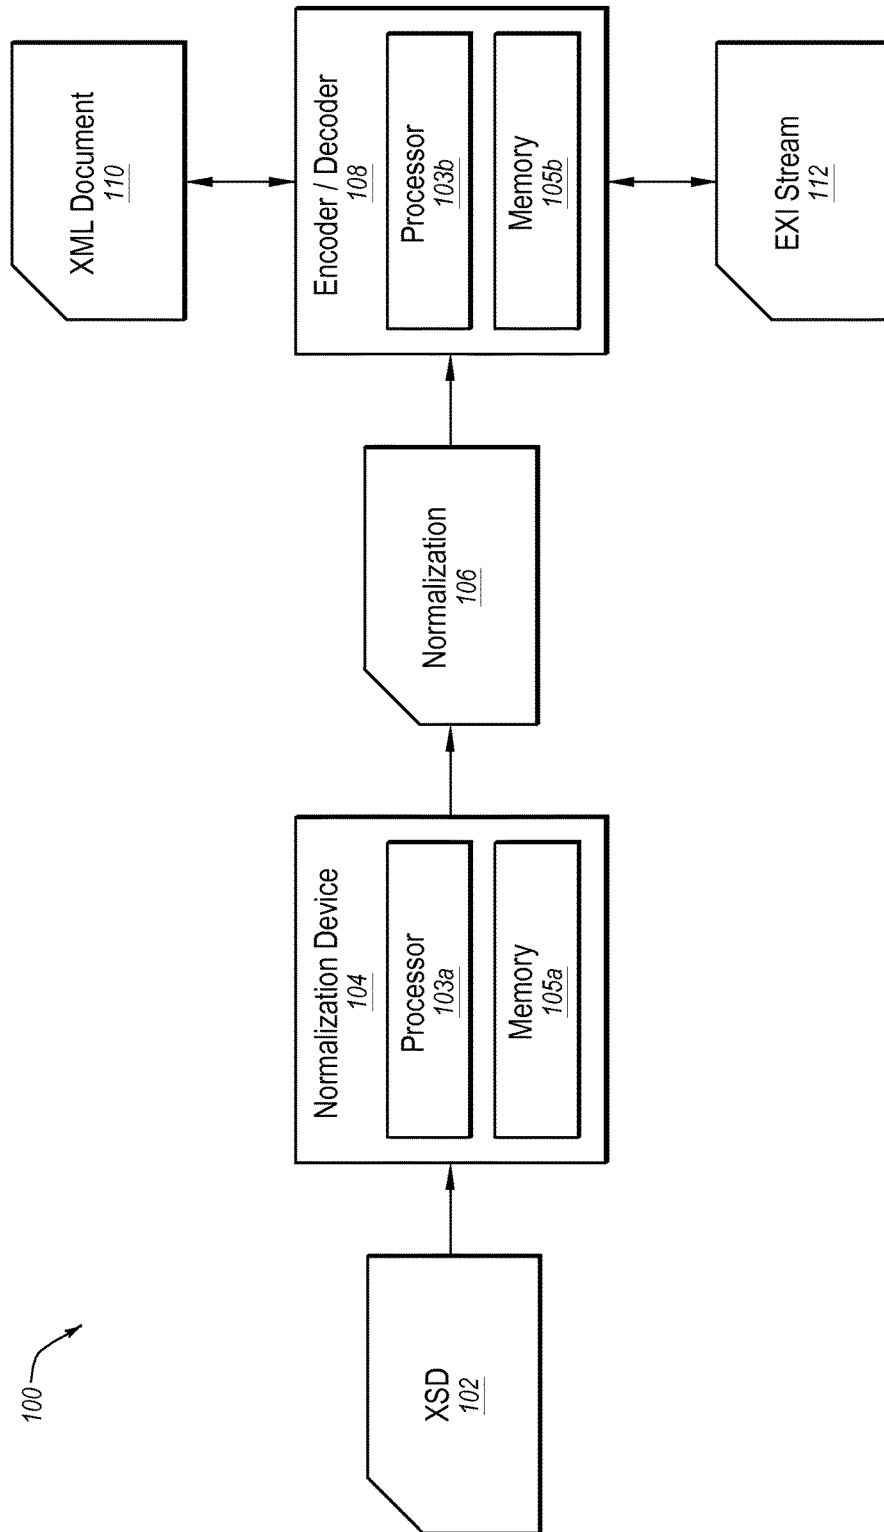 100
XSD
102
Normalization Device
104
Processor
103a
Memory
105a
Normalization
106
Encoder / Decoder
108
Processor
103b
Memory
105b
XML Document
110
EXI Stream
112